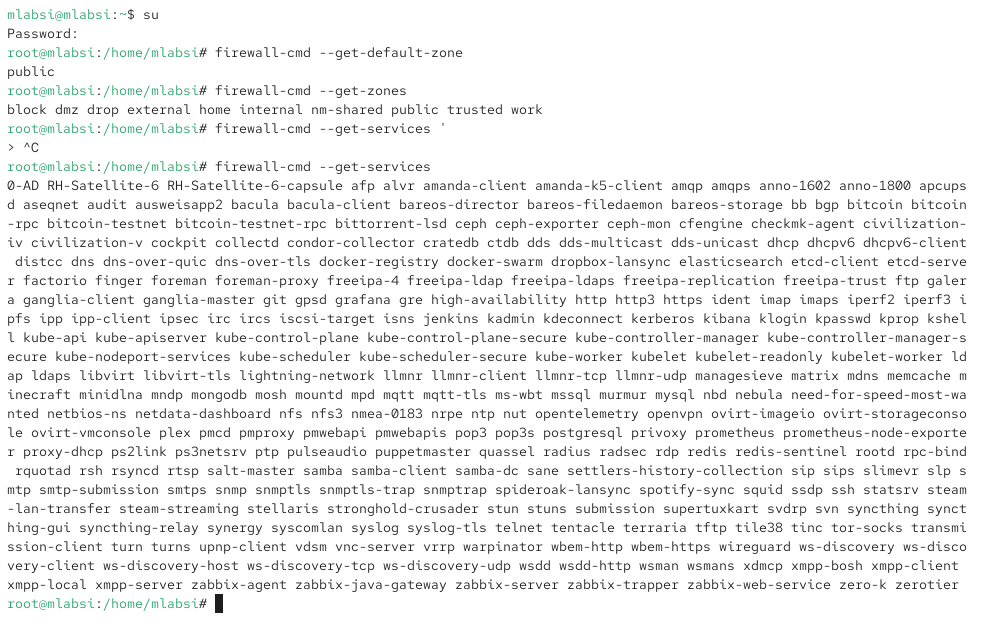 mlabsi@mlabsi:~$ su
Password:
root@mlabsi:/home/mlabsi# firewall-cmd --get-default-zone
public
root@mlabsi:/home/mlabsi# firewall-cmd --get-zones
block dmz drop external home internal nm-shared public trusted work
root@mlabsi:/home/mlabsi# firewall-cmd --get-services '
> ^C
root@mlabsi:/home/mlabsi# firewall-cmd --get-services
0-AD RH-Satellite-6 RH-Satellite-6-capsule afp alvr amanda-client amanda-k5-client amqp amqps anno-1602 anno-1800 apcups
d aseqnet audit ausweisapp2 bacula bacula-client bareos-director bareos-filedaemon bareos-storage bb bgp bitcoin bitcoin
-rpc bitcoin-testnet bitcoin-testnet-rpc bittorrent-lsd ceph ceph-exporter ceph-mon cfengine checkmk-agent civilization-
iv civilization-v cockpit collectd condor-collector cratedb ctdb dds dds-multicast dds-unicast dhcp dhcpv6 dhcpv6-client
 distcc dns dns-over-quic dns-over-tls docker-registry docker-swarm dropbox-lansync elasticsearch etcd-client etcd-serve
r factorio finger foreman foreman-proxy freeipa-4 freeipa-ldap freeipa-ldaps freeipa-replication freeipa-trust ftp galer
a ganglia-client ganglia-master git gpsd grafana gre high-availability http http3 https ident imap imaps iperf2 iperf3 i
pfs ipp ipp-client ipsec irc ircs iscsi-target isns jenkins kadmin kdeconnect kerberos kibana klogin kpasswd kprop kshel
l kube-api kube-apiserver kube-control-plane kube-control-plane-secure kube-controller-manager kube-controller-manager-s
ecure kube-nodeport-services kube-scheduler kube-scheduler-secure kube-worker kubelet kubelet-readonly kubelet-worker ld
ap ldaps libvirt libvirt-tls lightning-network llmnr llmnr-client llmnr-tcp llmnr-udp managesieve matrix mdns memcache m
inecraft minidlna mndp mongodb mosh mountd mpd mqtt mqtt-tls ms-wbt mssql murmur mysql nbd nebula need-for-speed-most-wa
nted netbios-ns netdata-dashboard nfs nfs3 nmea-0183 nrpe ntp nut opentelemetry openvpn ovirt-imageio ovirt-storageconso
le ovirt-vmconsole plex pmcd pmproxy pmwebapi pmwebapis pop3 pop3s postgresql privoxy prometheus prometheus-node-exporte
r proxy-dhcp ps2link ps3netsrv ptp pulseaudio puppetmaster quassel radius radsec rdp redis redis-sentinel rootd rpc-bind
 rquotad rsh rsyncd rtsp salt-master samba samba-client samba-dc sane settlers-history-collection sip sips slimevr slp s
mtp smtp-submission smtps snmp snmptls snmptls-trap snmptrap spideroak-lansync spotify-sync squid ssdp ssh statsrv steam
-lan-transfer steam-streaming stellaris stronghold-crusader stun stuns submission supertuxkart svdrp svn syncthing synct
hing-gui syncthing-relay synergy syscomlan syslog syslog-tls telnet tentacle terraria tftp tile38 tinc tor-socks transmi
ssion-client turn turns upnp-client vdsm vnc-server vrrp warpinator wbem-http wbem-https wireguard ws-discovery ws-disco
very-client ws-discovery-host ws-discovery-tcp ws-discovery-udp wsdd wsdd-http wsman wsmans xdmcp xmpp-bosh xmpp-client
xmpp-local xmpp-server zabbix-agent zabbix-java-gateway zabbix-server zabbix-trapper zabbix-web-service zero-k zerotier
root@mlabsi:/home/mlabsi#